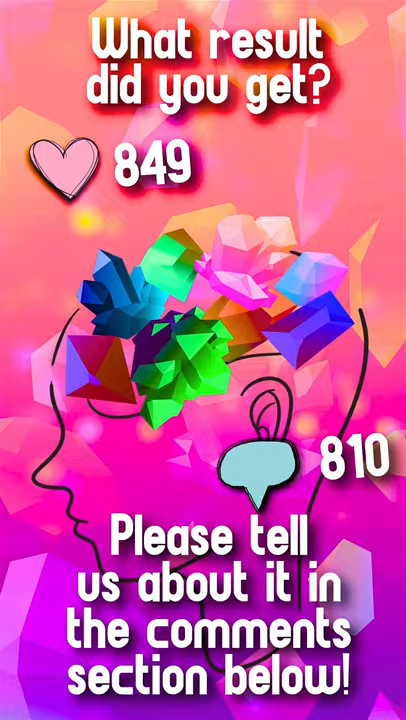 What result
did you get?
849
810
Please tell
us about it in
the comments
section below!